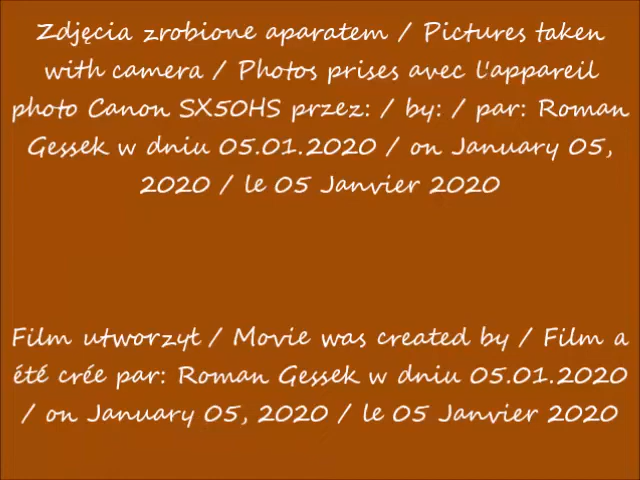 Zdjęcia zrobione aparatem / Pictures taken
with camera / Photos prises avec l'appareil
photo Canon SX50HS przez: / by: / par: Roman
Gessek w dniu 05.01.2020 / on January 05,
2020 / le 05 Janvier 2020
Film utworzył / Movie was created by / Film a
été crée par: Roman Gessek w dniu 05.01.2020
/ on January 05, 2020 / le 05 Janvier 2020